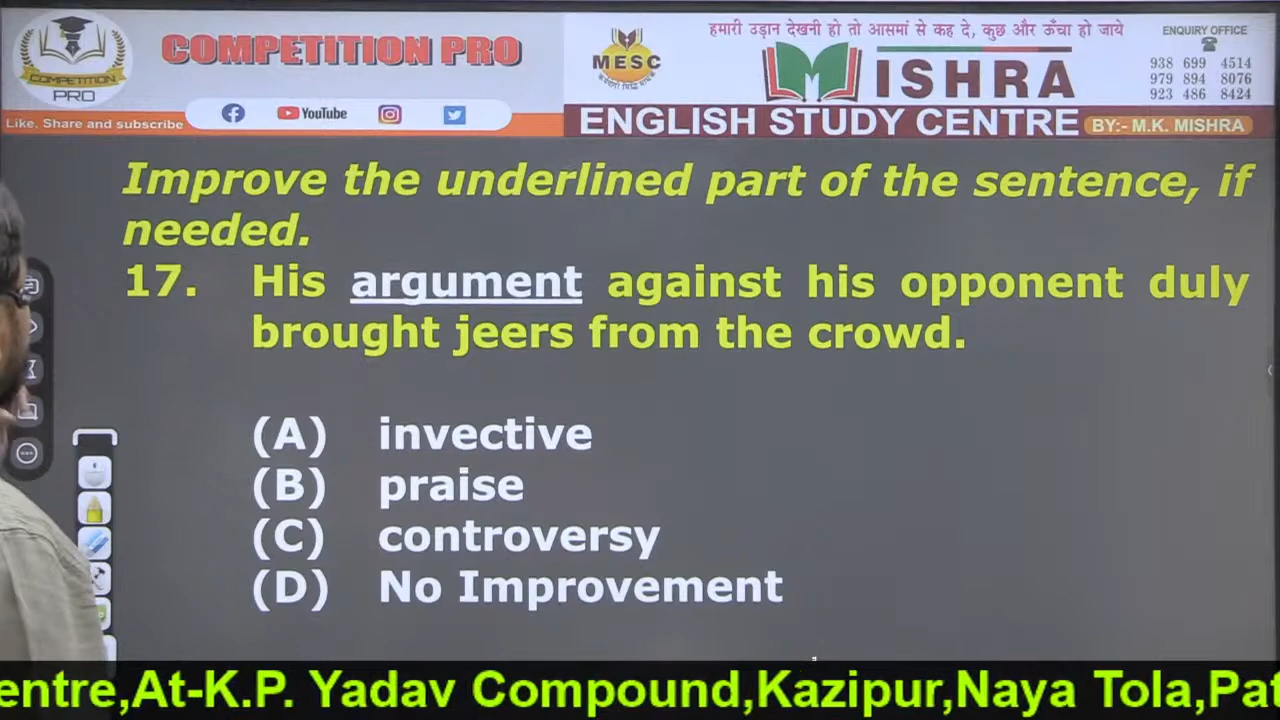 COMPETITION PRO
COMPETITION
PRO
Like, Share and subscribe
YouTube
MESC
हमारी उड़ान देखनी हो तो आसमां से कह दे, कुछ और ऊँचा हो जाये
MISHRA
ENGLISH STUDY CENTRE
BY:- M.K. MISHRA
ENQUIRY OFFICE
938 699 4514
979 894 8076
923 486 8424
Improve the underlined part of the sentence, if
needed.
17. His argument against his opponent duly
brought jeers from the crowd.
(A) invective
(B) praise
(C) controversy
(D) No Improvement
entre,At-K.P. Yadav Compound,Kazipur,Naya Tola,Pat